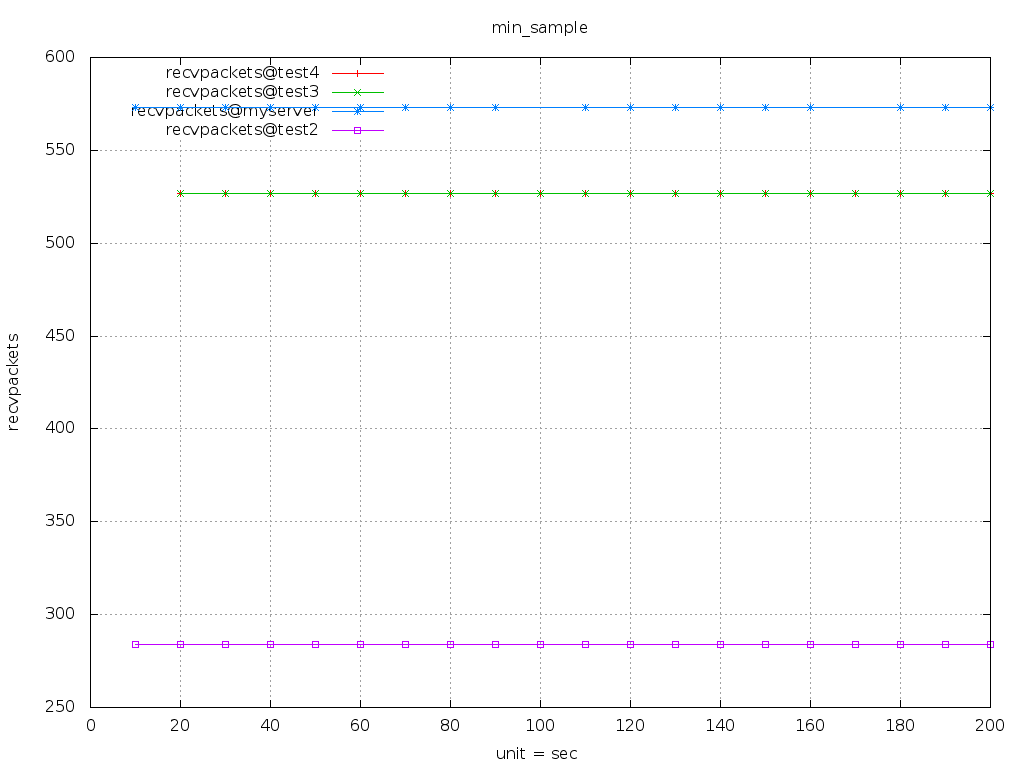 min_sample
600
550
500
450
400
350
300
250
recvpackets@test4
recvpackets@test3
recvpackets@myserver
recvpackets@test2
recvpackets
0 20 40 60 80 100 120 140 160 180 200
unit = sec